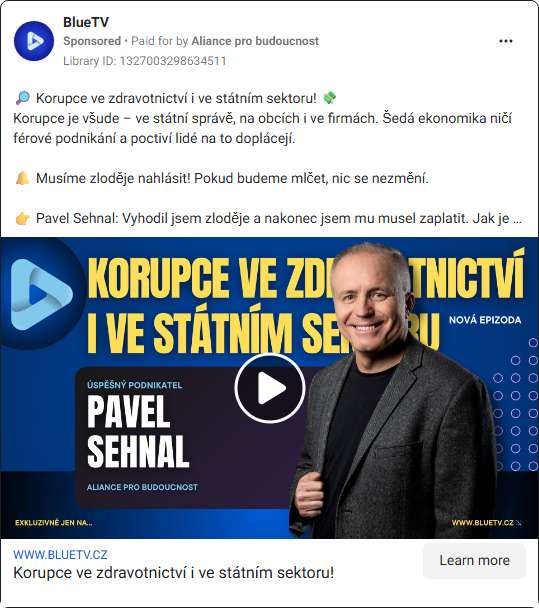 BlueTV
Sponsored • Paid for by Aliance pro budoucnost
Library ID: 1327003298634511
🔎 Korupce ve zdravotnictví i ve státním sektoru! 💸
Korupce je všude – ve státní správě, na obcích i ve firmách. Šedá ekonomika ničí
férové podnikání a poctiví lidé na to doplácejí.
🔔 Musíme zloděje nahlásit! Pokud budeme mlčet, nic se nezmění.
👉 Pavel Sehnal: Vyhodil jsem zloděje a nakonec jsem mu musel zaplatit. Jak je ...
KORUPCE VE ZD TNICTVÍ
I VE STÁTNÍM SE RU
NOVÁ EPIZODA
ÚSPĚŠNÝ PODNIKATEL
PAVEL
SEHNAL
ALIANCE PRO BUDOUCNOST
EXKLUZIVNĚ JEN NA...
WWW.BLUETV.CZ
WWW.BLUETV.CZ
Korupce ve zdravotnictví i ve státním sektoru!
Learn more